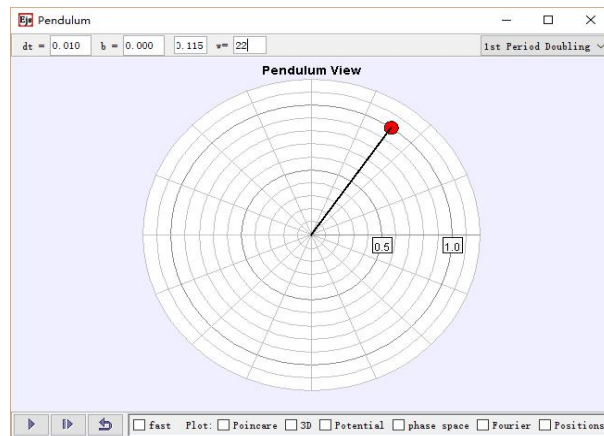 Ejs Pendulum
dt = 0.010 b = 0.000 0.115 w= 22 1st Period Doubling
Pendulum View
0.5 1.0
fast Plot: Poincare 3D Potential phase space Fourier Positions